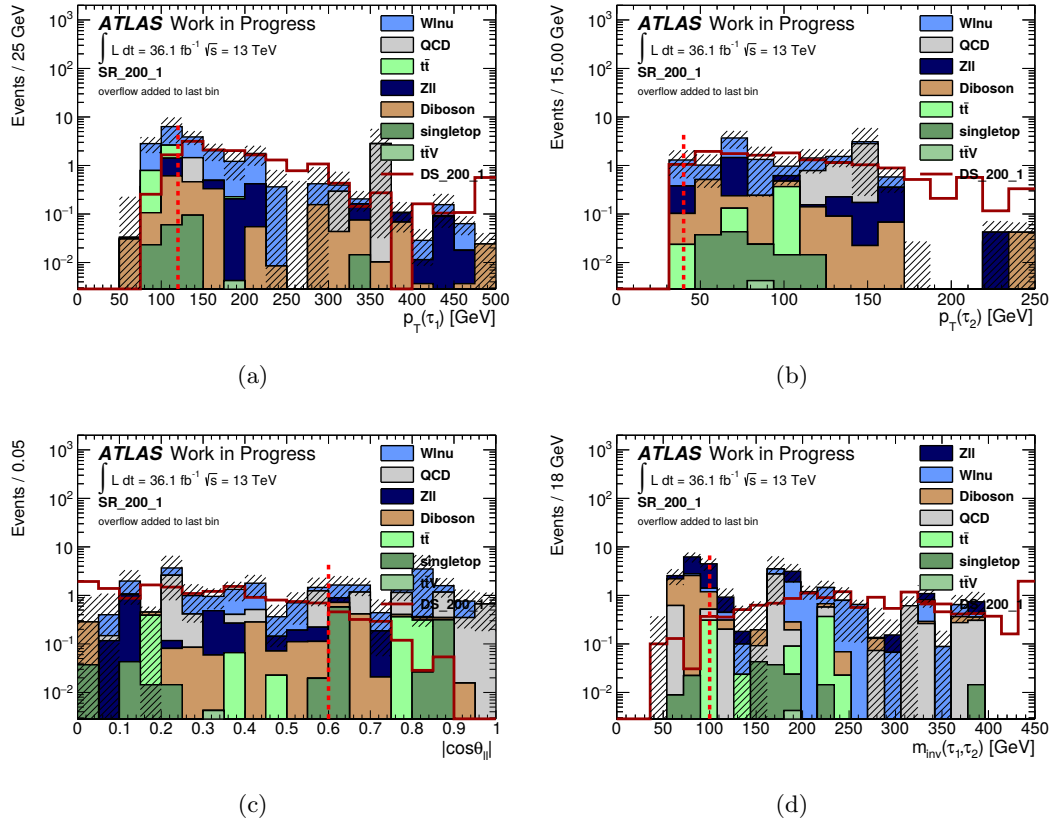 Events / 25 GeV
10³
10²
10
1
10⁻¹
10⁻²
ATLAS Work in Progress
∫ L dt = 36.1 fb⁻¹ √s = 13 TeV
SR_200_1
overflow added to last bin
Wlnu
QCD
tt̄
Zll
Diboson
singletop
tt̄V
DS_200_1
0 50 100 150 200 250 300 350 400 450 500
p_T(τ₁) [GeV]
(a)
Events / 15.00 GeV
10³
10²
10
1
10⁻¹
10⁻²
ATLAS Work in Progress
∫ L dt = 36.1 fb⁻¹ √s = 13 TeV
SR_200_1
overflow added to last bin
Wlnu
QCD
Zll
Diboson
tt̄
singletop
tt̄V
DS_200_1
0 50 100 150 200 250
p_T(τ₂) [GeV]
(b)
Events / 0.05
10³
10²
10
1
10⁻¹
10⁻²
ATLAS Work in Progress
∫ L dt = 36.1 fb⁻¹ √s = 13 TeV
SR_200_1
overflow added to last bin
Wlnu
QCD
Zll
Diboson
tt̄
singletop
tt̄V
DS_200_1
0 0.1 0.2 0.3 0.4 0.5 0.6 0.7 0.8 0.9 1
|cosθ_ll|
(c)
Events / 18 GeV
10³
10²
10
1
10⁻¹
10⁻²
ATLAS Work in Progress
∫ L dt = 36.1 fb⁻¹ √s = 13 TeV
SR_200_1
overflow added to last bin
Zll
Wlnu
Diboson
QCD
tt̄
singletop
tt̄V
DS_200_1
0 50 100 150 200 250 300 350 400 450
m_inv(τ₁,τ₂) [GeV]
(d)